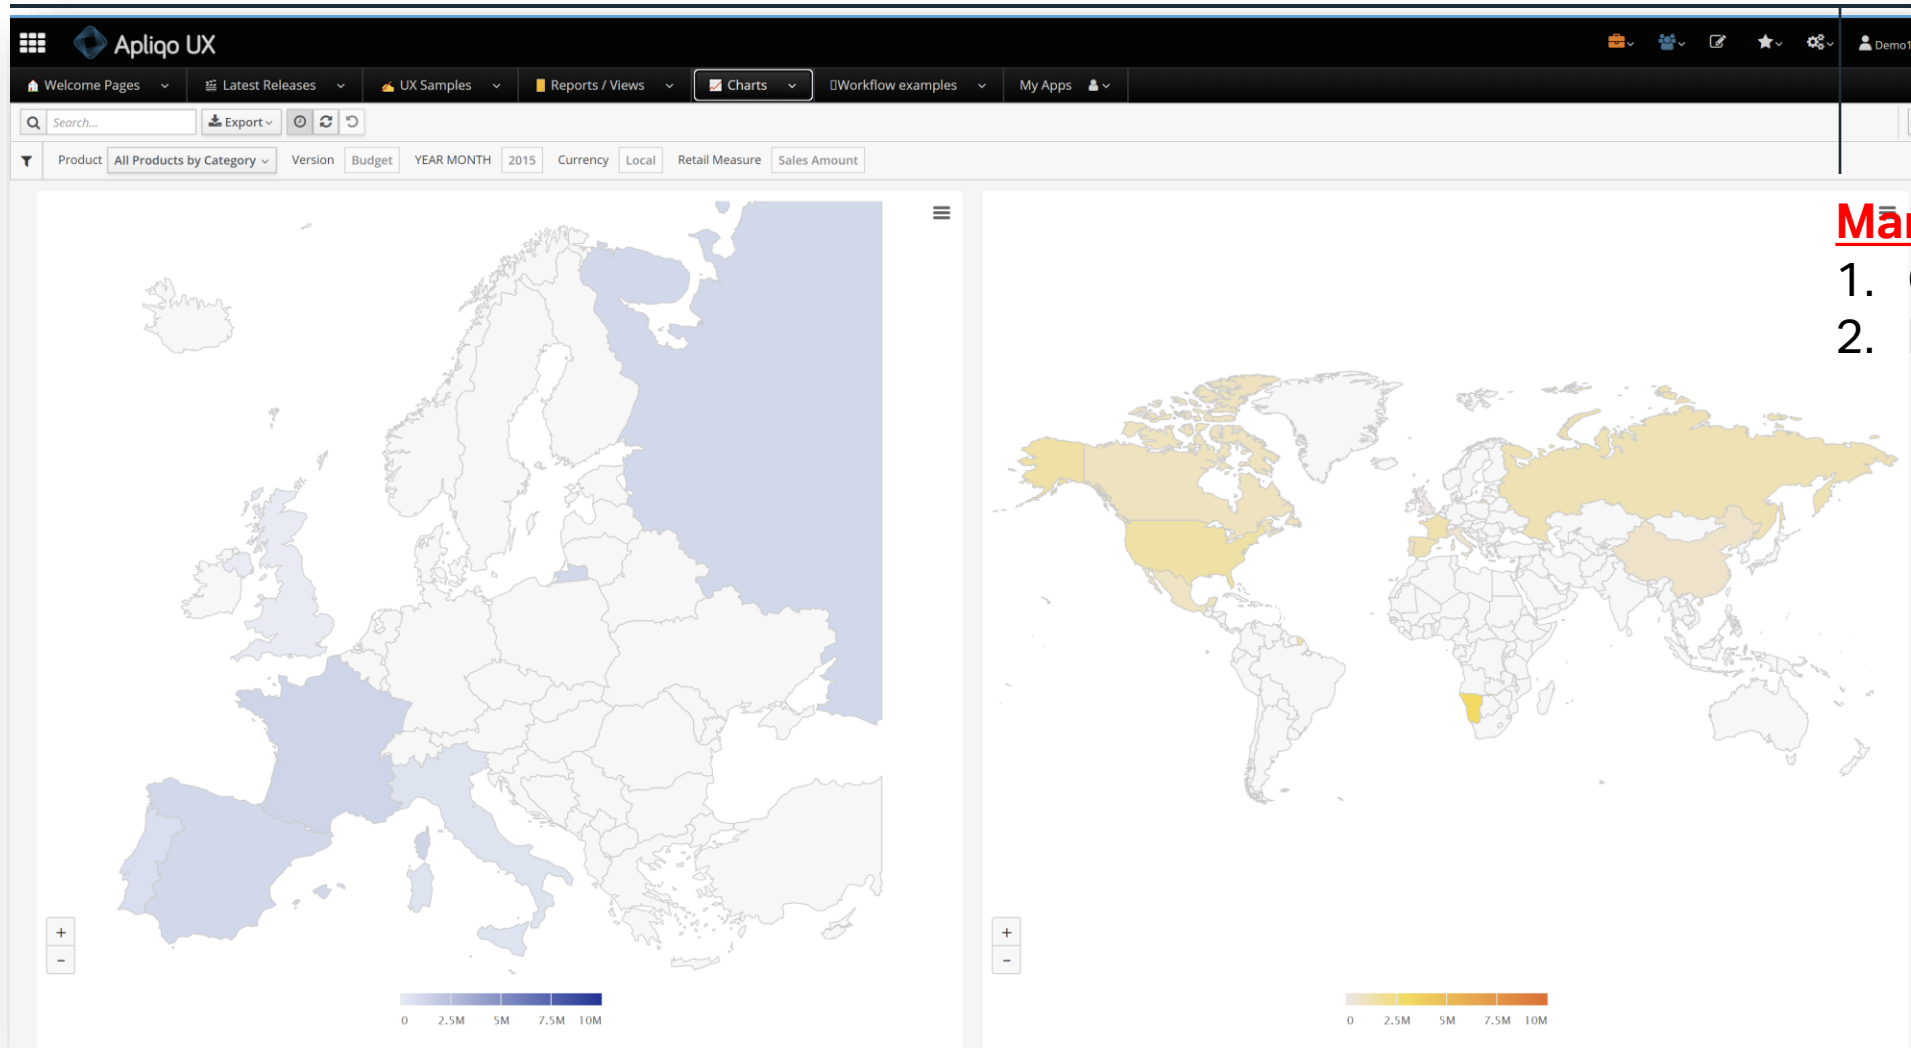 Apliqo UX
Demo1
Welcome Pages Latest Releases UX Samples Reports / Views Charts Workflow examples My Apps
Search... Export
Product All Products by Category Version Budget YEAR MONTH 2015 Currency Local Retail Measure Sales Amount
1.
2.
0 2.5M 5M 7.5M 10M
0 2.5M 5M 7.5M 10M